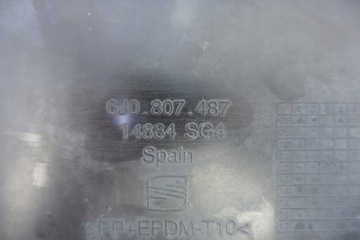 6J0.807.487
14884 SG4
Spain
>PP+EPDM-T10<